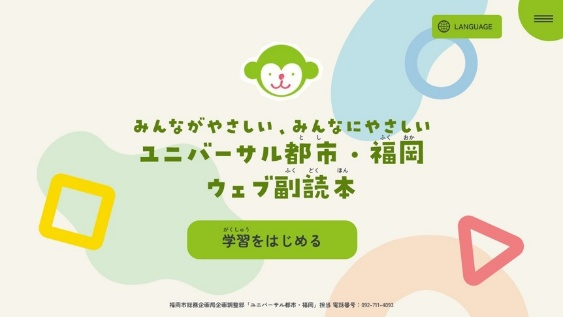 LANGUAGE
みんながやさしい、みんなにやさしい
ユニバーサル都市・福岡
ウェブ副読本
学習をはじめる
福岡市総務企画局企画調整部「ユニバーサル都市・福岡」担当 電話番号：092-711-4093